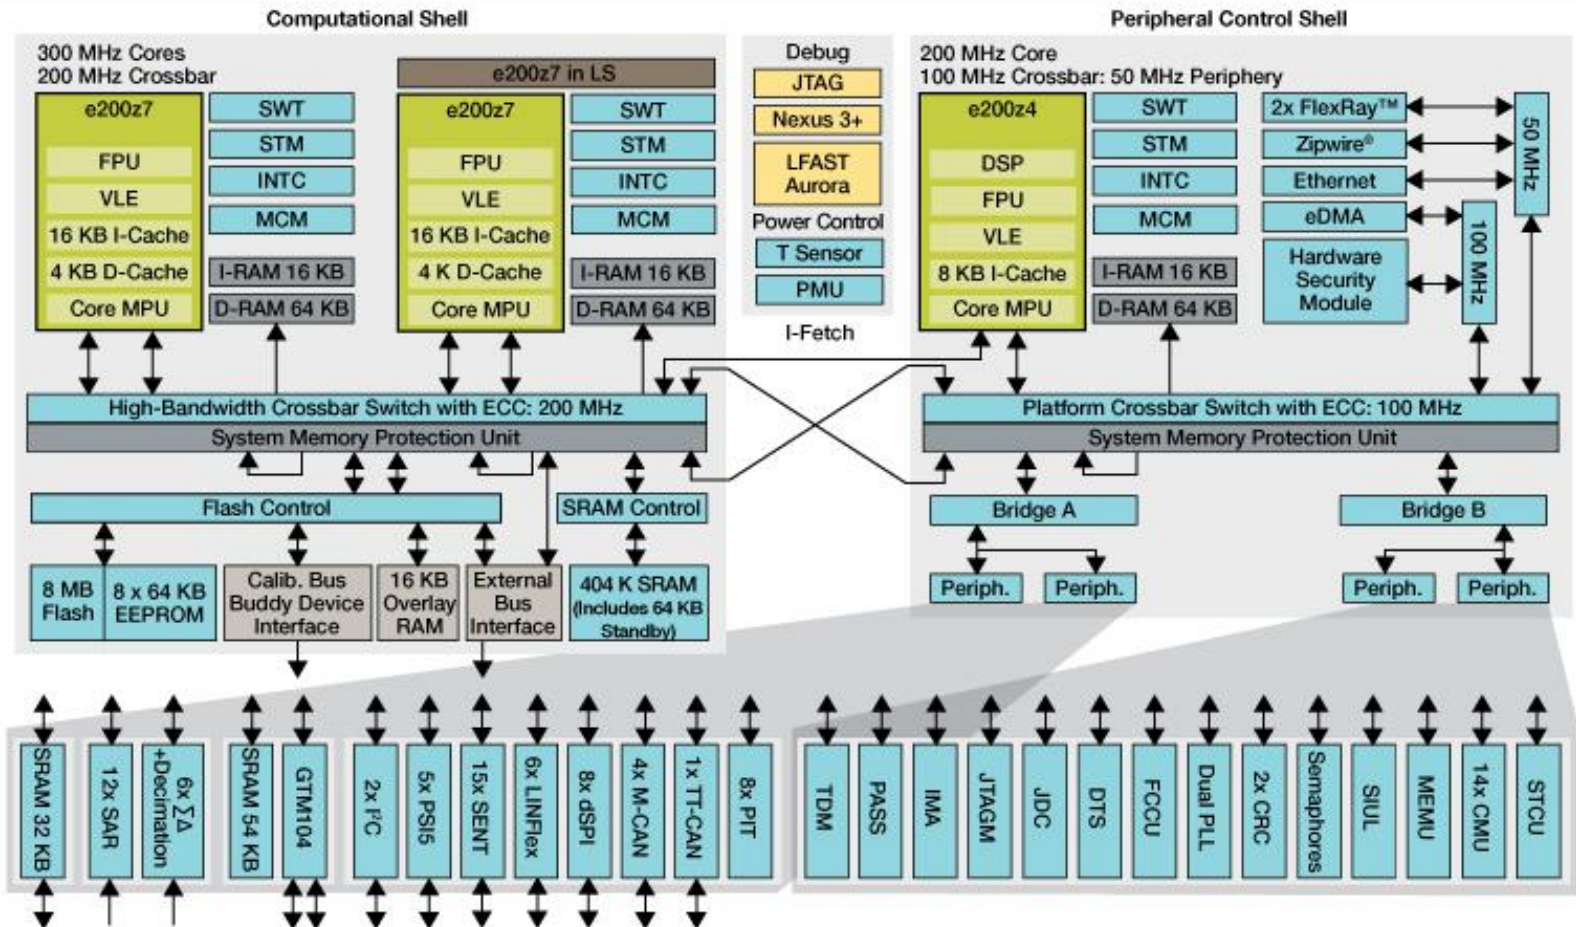 Computational Shell
300 MHz Cores
200 MHz Crossbar
e200z7
FPU
VLE
16 KB I-Cache
4 KB D-Cache
Core MPU
SWT
STM
INTC
MCM
I-RAM 16 KB
D-RAM 64 KB
e200z7 in LS
e200z7
FPU
VLE
16 KB I-Cache
4 K D-Cache
Core MPU
SWT
STM
INTC
MCM
I-RAM 16 KB
D-RAM 64 KB
High-Bandwidth Crossbar Switch with ECC: 200 MHz
System Memory Protection Unit
Flash Control
SRAM Control
8 MB
Flash
8 x 64 KB
EEPROM
Calib. Bus
Buddy Device
Interface
16 KB
Overlay
RAM
External
Bus
Interface
404 K SRAM
(Includes 64 KB
Standby)
Debug
JTAG
Nexus 3+
LFAST
Aurora
Power Control
T Sensor
PMU
I-Fetch
Peripheral Control Shell
200 MHz Core
100 MHz Crossbar: 50 MHz Periphery
e200z4
DSP
FPU
VLE
8 KB I-Cache
Core MPU
SWT
STM
INTC
MCM
I-RAM 16 KB
D-RAM 64 KB
2x FlexRay™
Zipwire®
Ethernet
eDMA
Hardware
Security
Module
50 MHz
100 MHz
Platform Crossbar Switch with ECC: 100 MHz
System Memory Protection Unit
Bridge A
Bridge B
Periph.
Periph.
Periph.
Periph.
SRAM 32 KB
12x SAR
6x ∑Δ
+Decimation
SRAM 54 KB
GTM104
2x I²C
5x PSI5
15x SENT
6x LINFlex
8x dSPI
4x M-CAN
1x TT-CAN
8x PIT
TDM
PASS
IMA
JTAGM
JDC
DTS
FCCU
Dual PLL
2x CRC
Semaphores
SIUL
MEMU
14x CMU
STCU